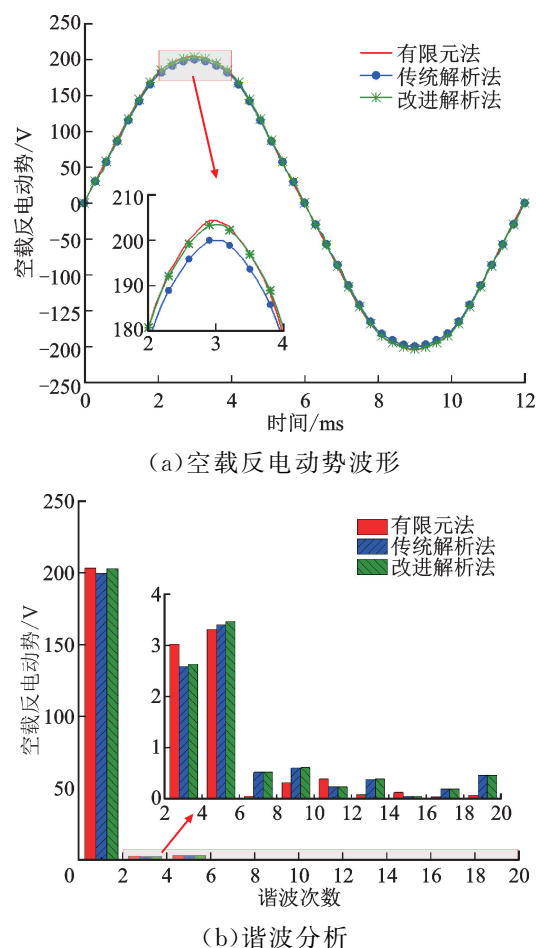 250
200
150
100
50
0
−50
−100
−150
−200
−250
空载反电动势/V
有限元法
传统解析法
改进解析法
210
200
190
180
2 3 4
0 2 4 6 8 10 12
时间/ms
(a)空载反电动势波形
250
200
150
100
50
空载反电动势/V
有限元法
传统解析法
改进解析法
4
3
2
1
0
2 4 6 8 10 12 14 16 18 20
0 2 4 6 8 10 12 14 16 18 20
谐波次数
(b)谐波分析